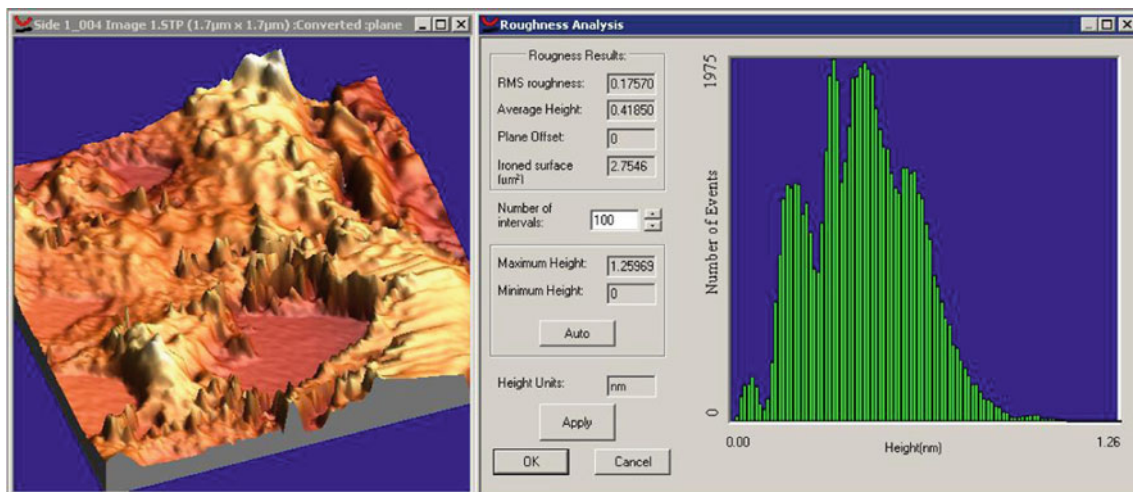 Side 1_004 Image 1.STP (1.7µm x 1.7µm) :Converted :plane
Roughness Analysis
Rougness Results:
RMS roughness: 0.17570
Average Height: 0.41850
Plane Offset: 0
Ironed surface (µm²) 2.7546
Number of intervals: 100
Maximum Height: 1.25969
Minimum Height: 0
Auto
Height Units: nm
Apply
OK
Cancel
1975
Number of Events
0
0.00
Height(nm)
1.26